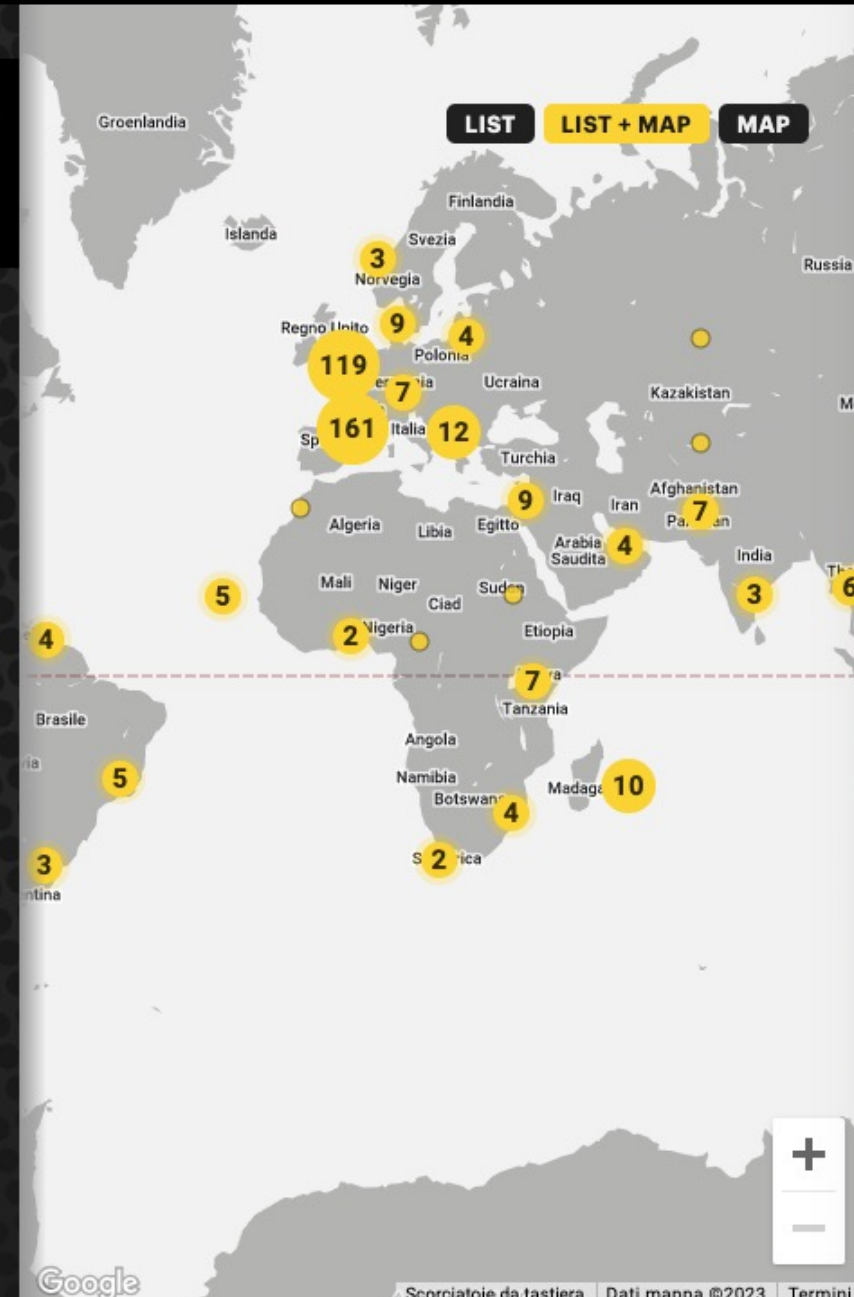 Groenlandia
LIST
LIST + MAP
MAP
Finlandia
Islanda
Svezia
3
Russia
Norvegia
9
Regno Unito
4
Polonia
119
7
Ucraina
Kazakistan
161
Italia
12
Turchia
Afghanistan
9
Iraq
Iran
7
Algeria
Libia
Egitto
Arabia
Saudita
4
India
Mali
Niger
Ciad
Sudan
5
3
6
4
2
Nigeria
Etiopia
7
Tanzania
Brasile
Angola
Namibia
5
Botswana
4
10
2
3
+
−
Google
Scorciatoie da tastiera
Dati mappa ©2023
Termini